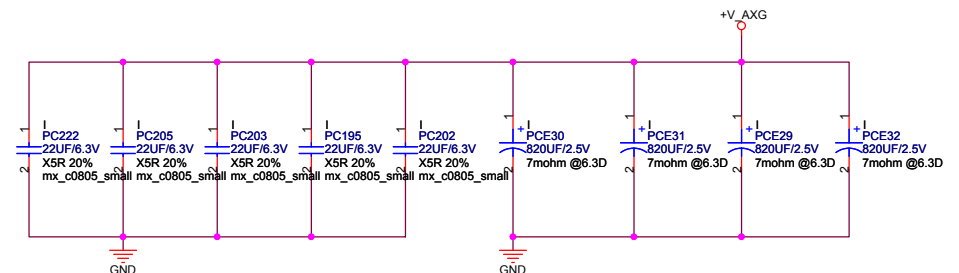 +V_AXG
1
PC222
22UF/6.3V
X5R 20%
mx_c0805_small
2
1
PC205
22UF/6.3V
X5R 20%
mx_c0805_small
2
1
PC203
22UF/6.3V
X5R 20%
mx_c0805_small
2
1
PC195
22UF/6.3V
X5R 20%
mx_c0805_small
2
1
PC202
22UF/6.3V
X5R 20%
mx_c0805_small
2
1
+
PCE30
820UF/2.5V
7mohm @6.3D
2
1
+
PCE31
820UF/2.5V
7mohm @6.3D
2
1
+
PCE29
820UF/2.5V
7mohm @6.3D
2
1
+
PCE32
820UF/2.5V
7mohm @6.3D
2
GND
GND